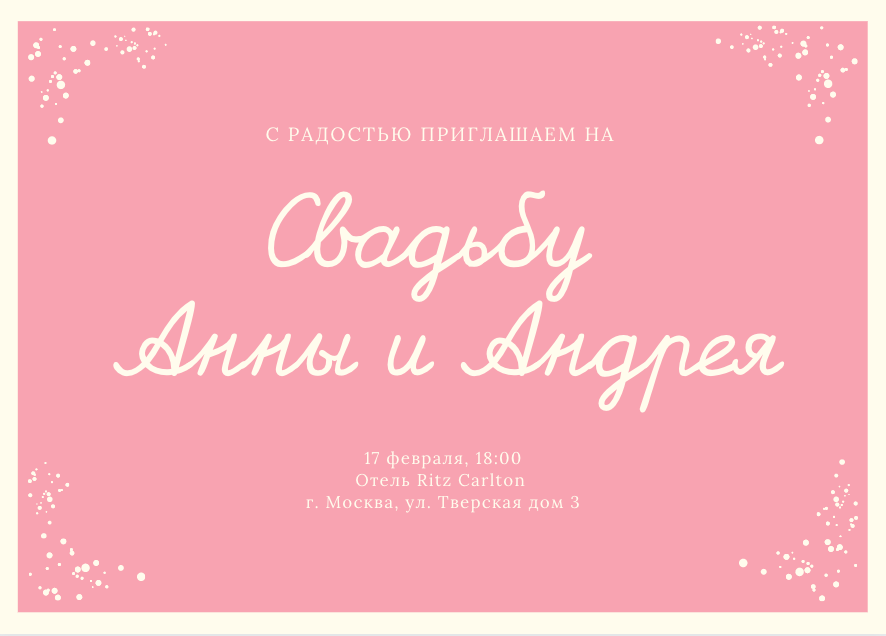 С РАДОСТЬЮ ПРИГЛАШАЕМ НА
Свадьбу
Анны и Андрея
17 февраля, 18:00
Отель Ritz Carlton
г. Москва, ул. Тверская дом 3